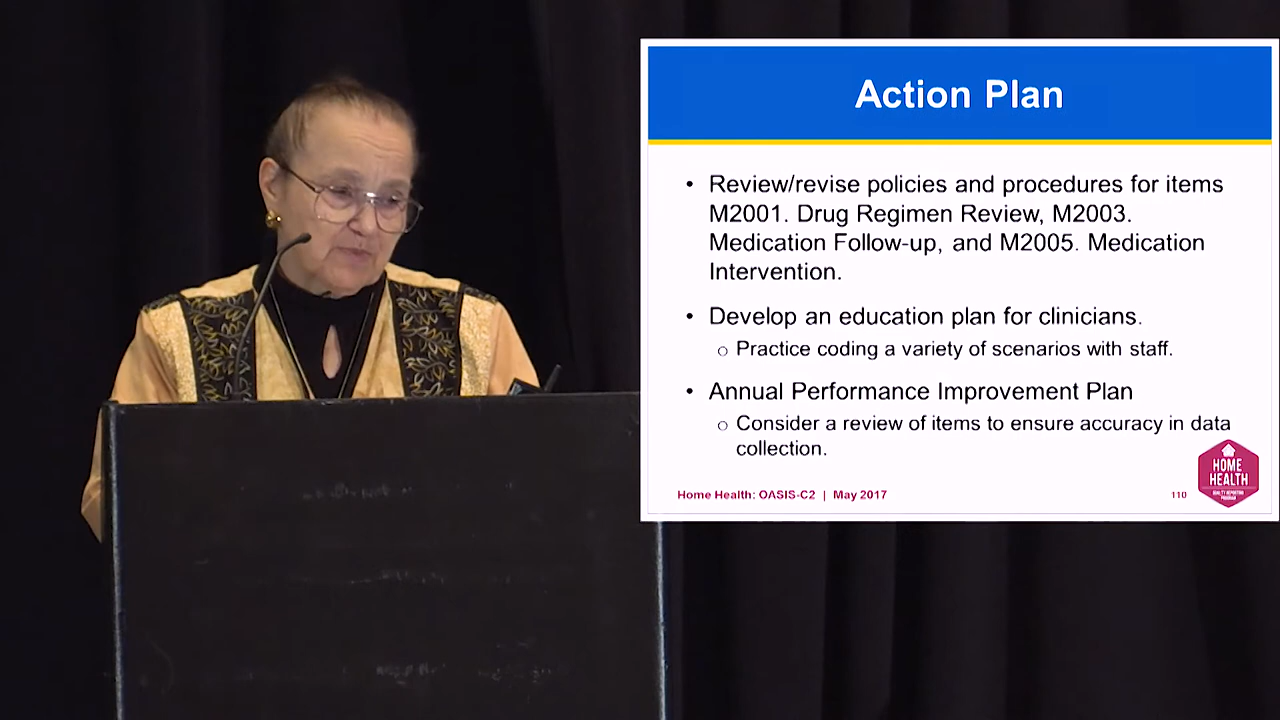 Action Plan
• Review/revise policies and procedures for items
M2001. Drug Regimen Review, M2003.
Medication Follow-up, and M2005. Medication
Intervention.
• Develop an education plan for clinicians.
o Practice coding a variety of scenarios with staff.
• Annual Performance Improvement Plan
o Consider a review of items to ensure accuracy in data
collection.
HOME
HEALTH
QUALITY REPORTING
PROGRAM
Home Health: OASIS-C2 | May 2017
110